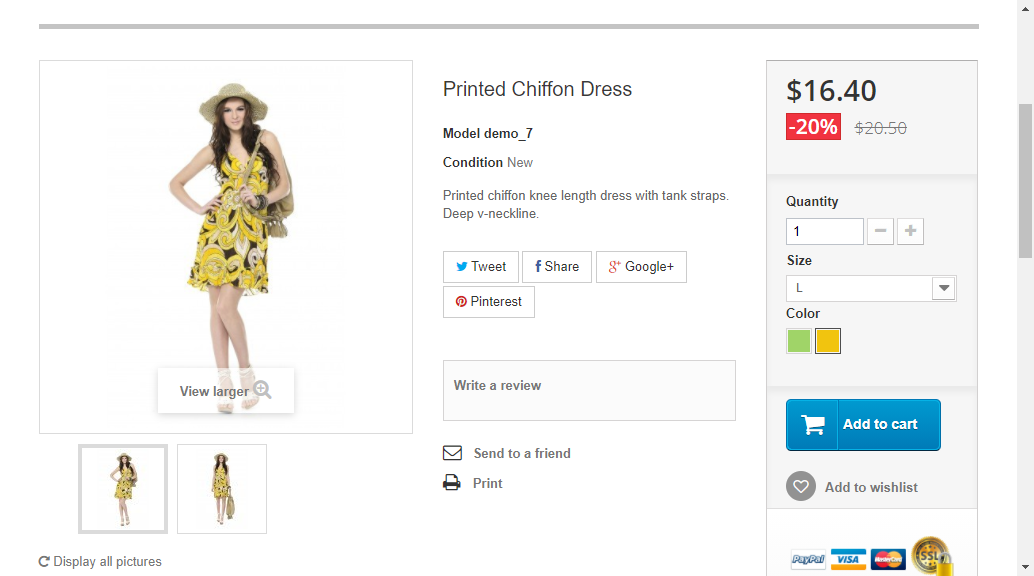 Printed Chiffon Dress
Model demo_7
Condition New
Printed chiffon knee length dress with tank straps.
Deep v-neckline.
Tweet
Share
Google+
Pinterest
Write a review
Send to a friend
Print
View larger
Display all pictures
$16.40
-20% $20.50
Quantity
1
Size
L
Color
Add to cart
Add to wishlist
PayPal VISA MasterCard SSL